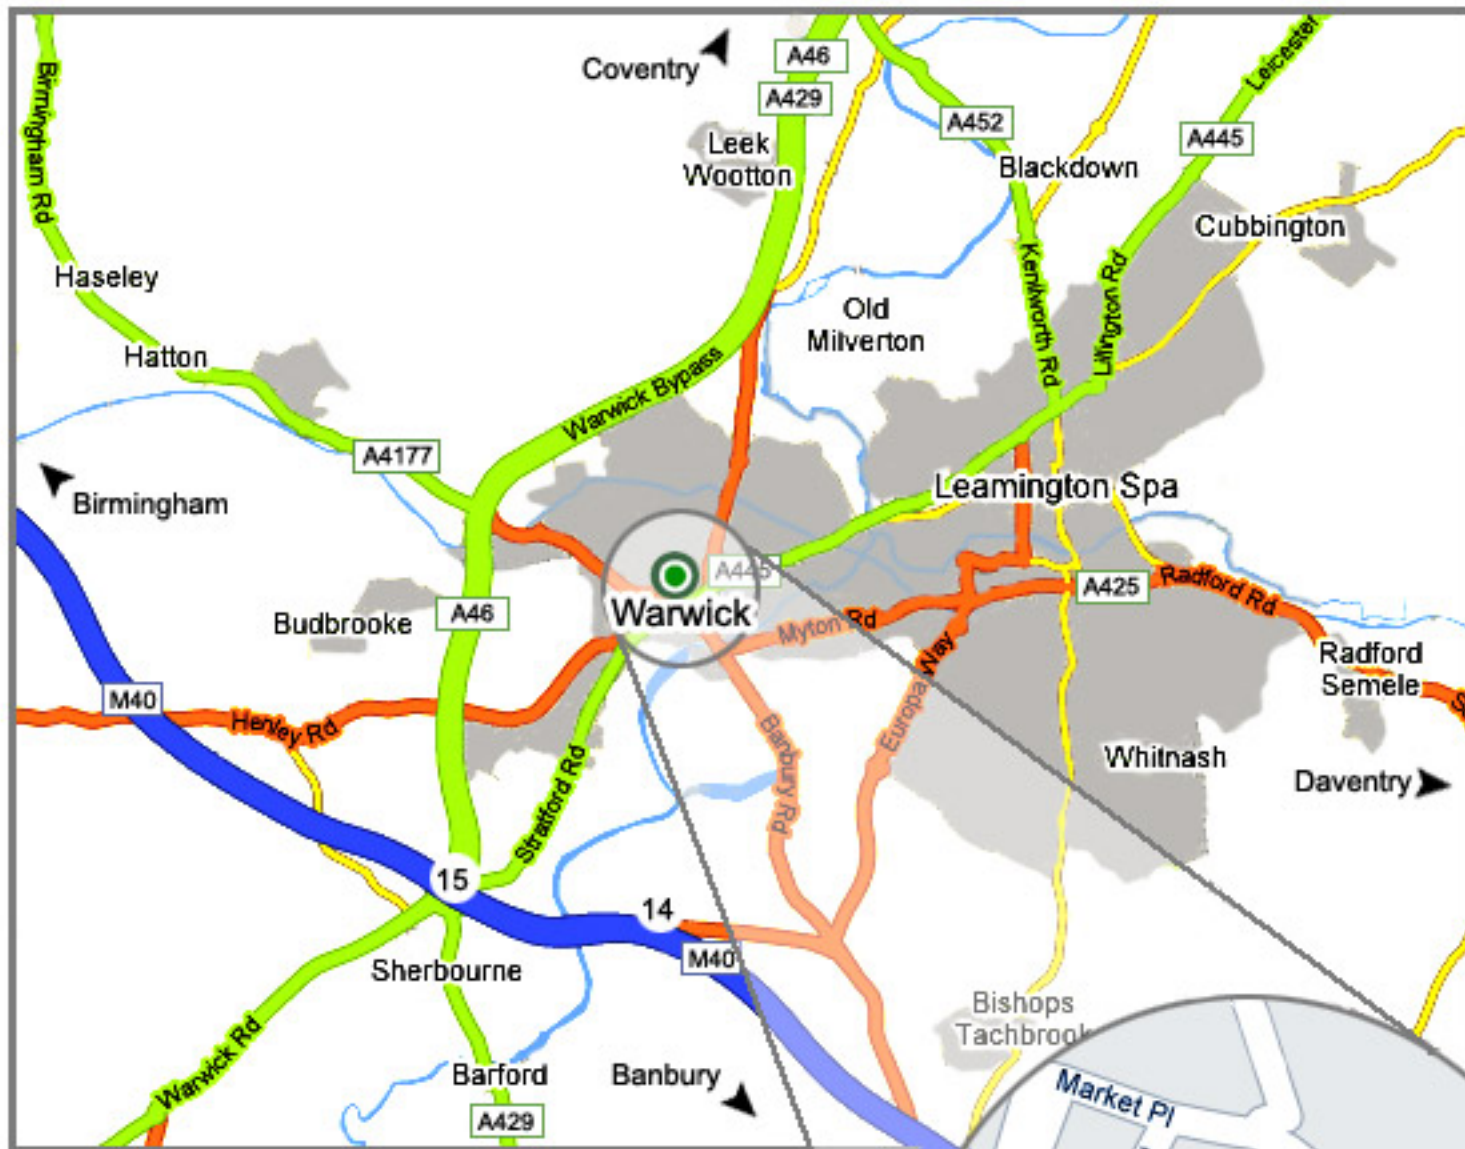 Coventry
A46
A429
Leek
Wootton
Birmingham Rd
A452
Blackdown
A445
Leicester
Cubbington
Haseley
Hatton
Old
Milverton
Kenilworth Rd
Lillington Rd
Warwick Bypass
A4177
Birmingham
Leamington Spa
A445
Warwick
Budbrooke
A46
Myton Rd
A425
Radford Rd
Radford
Semele
M40
Henley Rd
Banbury Rd
Europa Way
Whitnash
Daventry
Stratford Rd
15
14
M40
Sherbourne
Warwick Rd
Barford
A429
Banbury
Bishops
Tachbrook
Market Pl